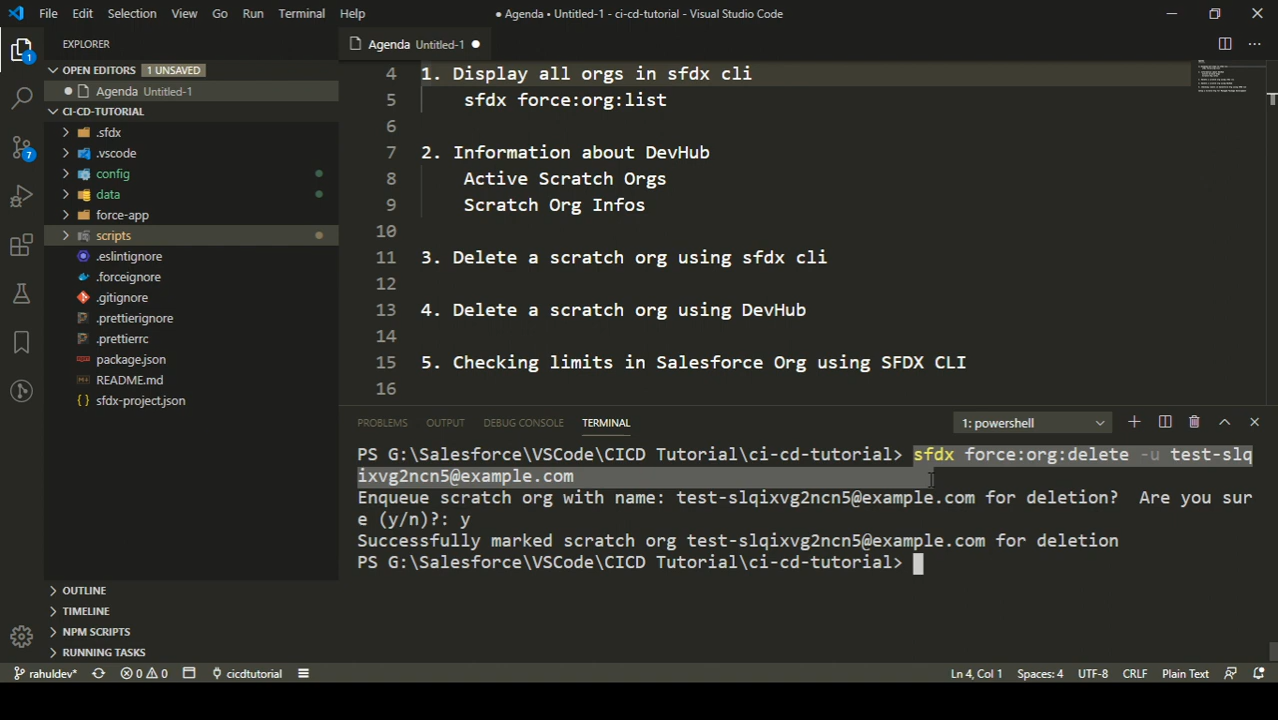 File Edit Selection View Go Run Terminal Help
● Agenda • Untitled-1 - ci-cd-tutorial - Visual Studio Code
EXPLORER
Agenda Untitled-1 ●
OPEN EDITORS 1 UNSAVED
● Agenda Untitled-1
CI-CD-TUTORIAL
.sfdx
.vscode
config
data
force-app
scripts
.eslintignore
.forceignore
.gitignore
.prettierignore
.prettierrc
package.json
README.md
sfdx-project.json
OUTLINE
TIMELINE
NPM SCRIPTS
RUNNING TASKS
1
7
4 1. Display all orgs in sfdx cli
5 sfdx force:org:list
6
7 2. Information about DevHub
8 Active Scratch Orgs
9 Scratch Org Infos
10
11 3. Delete a scratch org using sfdx cli
12
13 4. Delete a scratch org using DevHub
14
15 5. Checking limits in Salesforce Org using SFDX CLI
16
PROBLEMS OUTPUT DEBUG CONSOLE TERMINAL 1: powershell
PS G:\Salesforce\VSCode\CICD Tutorial\ci-cd-tutorial> sfdx force:org:delete -u test-slq
ixvg2ncn5@example.com
Enqueue scratch org with name: test-slqixvg2ncn5@example.com for deletion?  Are you sur
e (y/n)?: y
Successfully marked scratch org test-slqixvg2ncn5@example.com for deletion
PS G:\Salesforce\VSCode\CICD Tutorial\ci-cd-tutorial>
rahuldev* 0 0 cicdtutorial Ln 4, Col 1 Spaces: 4 UTF-8 CRLF Plain Text